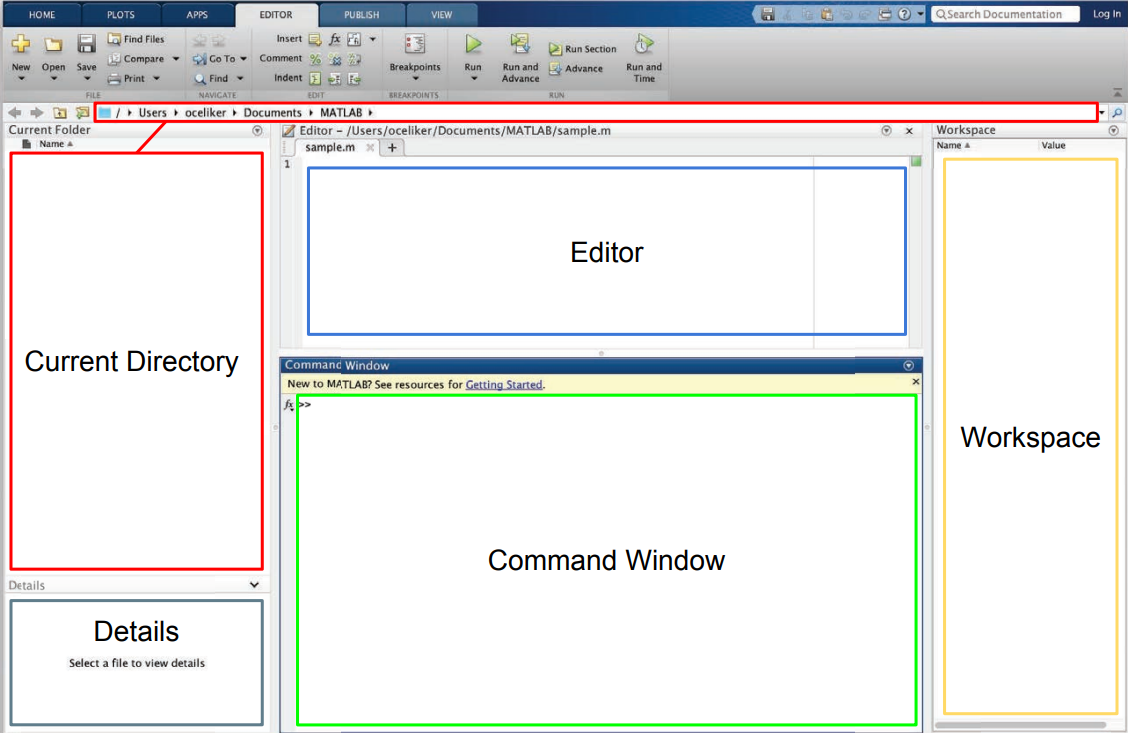 HOME PLOTS APPS EDITOR PUBLISH VIEW Search Documentation Log In
Find Files Insert fx
New Open Save Compare Go To Comment Breakpoints Run Run and Advance Run Section Advance Run and Time
Print Find Indent
FILE NAVIGATE EDIT BREAKPOINTS RUN
/ Users oceliker Documents MATLAB
Current Folder
Name
Current Directory
Details
Details
Select a file to view details
Editor – /Users/oceliker/Documents/MATLAB/sample.m
sample.m +
1
Editor
Command Window
New to MATLAB? See resources for Getting Started.
fx >>
Command Window
Workspace
Name Value
Workspace